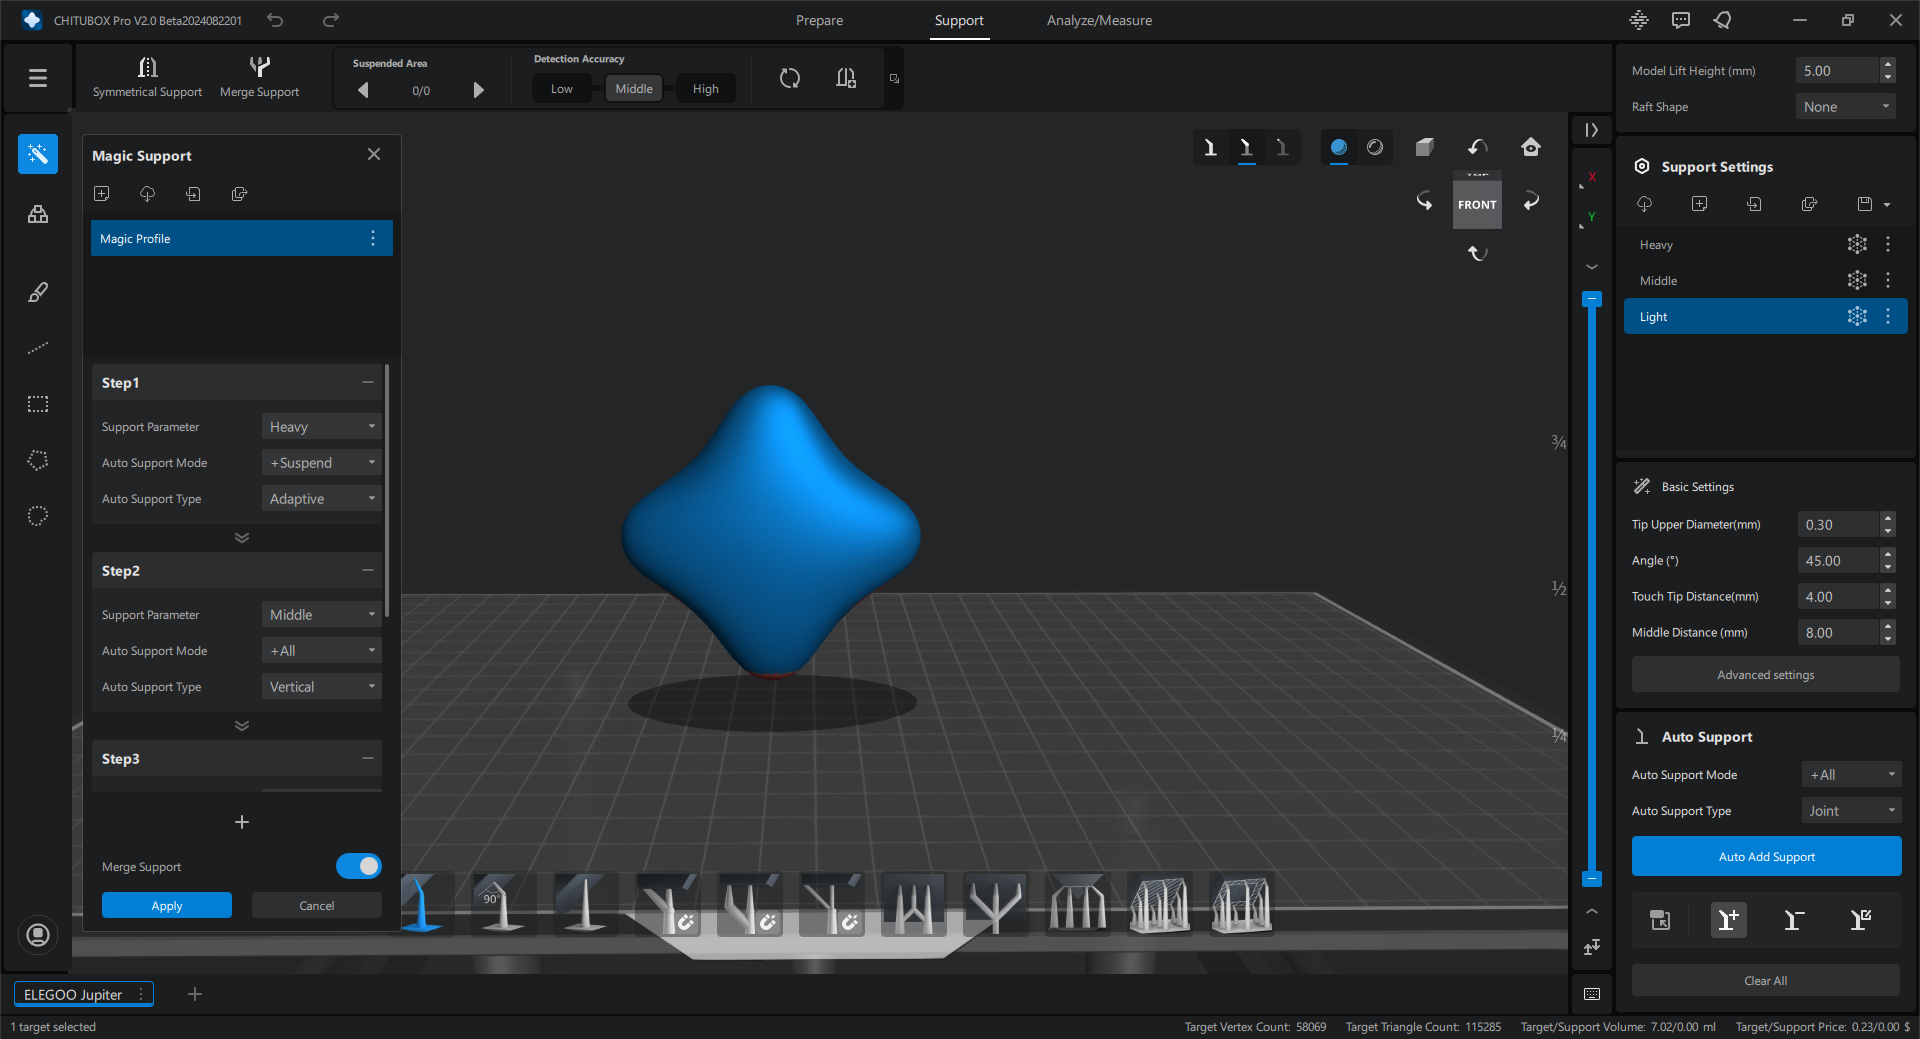 CHITUBOX Pro V2.0 Beta2024082201
Prepare
Support
Analyze/Measure
Symmetrical Support
Merge Support
Suspended Area
0/0
Detection Accuracy
Low
Middle
High
Magic Support
Magic Profile
Step1
Support Parameter
Heavy
Auto Support Mode
+Suspend
Auto Support Type
Adaptive
Step2
Support Parameter
Middle
Auto Support Mode
+All
Auto Support Type
Vertical
Step3
Merge Support
Apply
Cancel
TOP
FRONT
X
Y
3/4
1/2
1/4
90°
Model Lift Height (mm)
5.00
Raft Shape
None
Support Settings
Heavy
Middle
Light
Basic Settings
Tip Upper Diameter(mm)
0.30
Angle (°)
45.00
Touch Tip Distance(mm)
4.00
Middle Distance (mm)
8.00
Advanced settings
Auto Support
Auto Support Mode
+All
Auto Support Type
Joint
Auto Add Support
Clear All
ELEGOO Jupiter
1 target selected
Target Vertex Count: 58069
Target Triangle Count: 115285
Target/Support Volume: 7.02/0.00 ml
Target/Support Price: 0.23/0.00 $